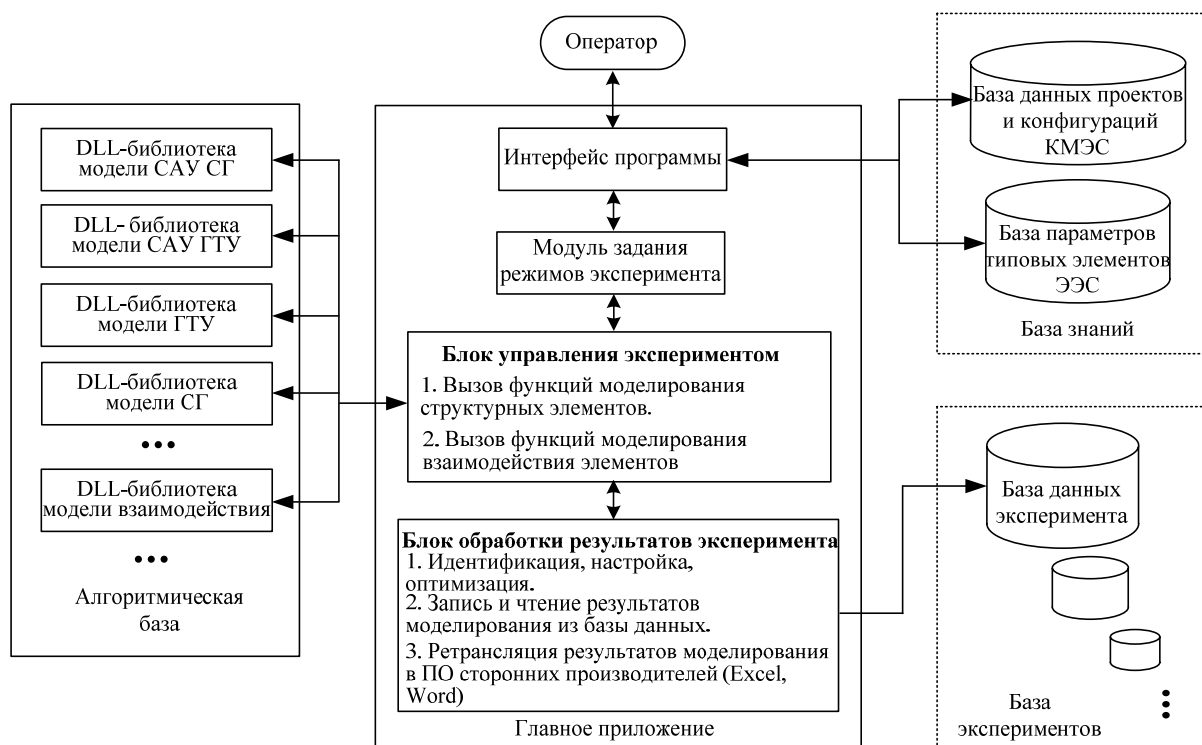 Оператор
DLL-библиотека
модели САУ СГ
DLL- библиотека
модели САУ ГТУ
DLL-библиотека
модели ГТУ
DLL-библиотека
модели СГ
...
DLL-библиотека
модели взаимодействия
...
Алгоритмическая
база
Интерфейс программы
Модуль задания
режимов эксперимента
Блок управления экспериментом
1. Вызов функций моделирования
структурных элементов.
2. Вызов функций моделирования
взаимодействия элементов
Блок обработки результатов эксперимента
1. Идентификация, настройка,
оптимизация.
2. Запись и чтение результатов
моделирования из базы данных.
3. Ретрансляция результатов моделирования
в ПО сторонних производителей (Excel,
Word)
Главное приложение
База данных проектов
и конфигураций
КМЭС
База параметров
типовых элементов
ЭЭС
База знаний
База данных
эксперимента
База
экспериментов